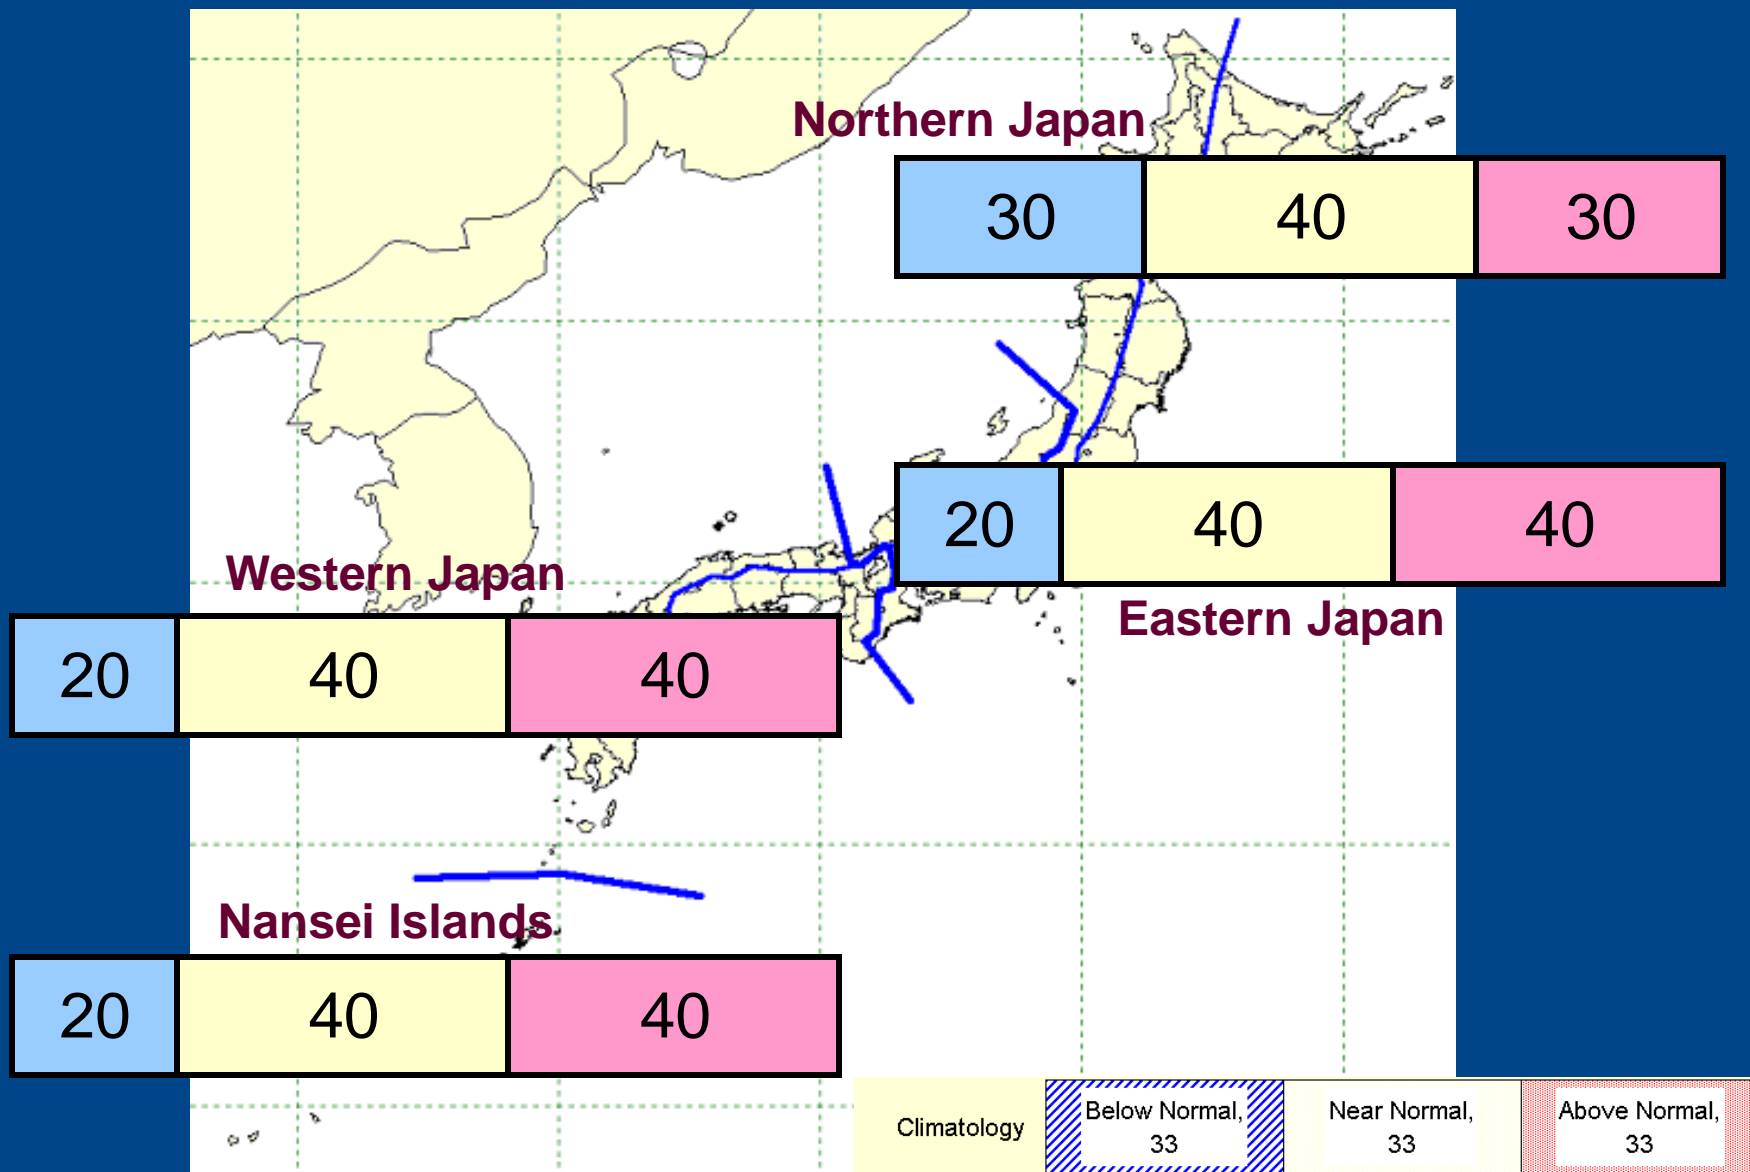 Northern Japan
30 40 30
20 40 40
Eastern Japan
Western Japan
20 40 40
Nansei Islands
20 40 40
Climatology
Below Normal,
33
Near Normal,
33
Above Normal,
33